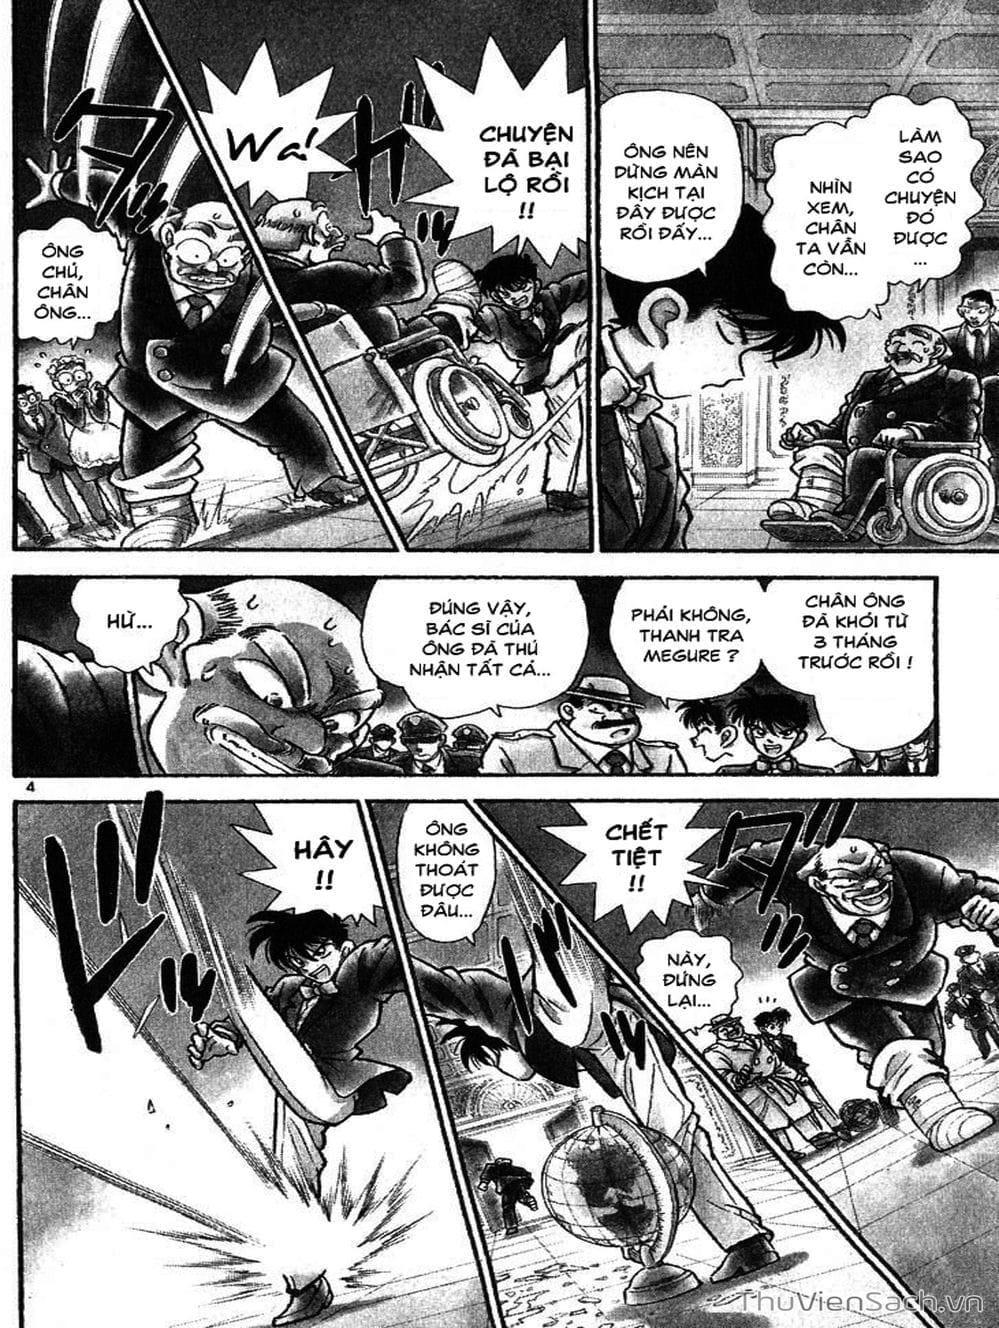 LÀM
SAO
CÓ
CHUYỆN
ĐÓ ĐƯỢC
...
NHÌN
XEM,
CHÂN
TA VẪN
CÒN...
ÔNG NÊN
DỪNG MÀN
KỊCH TẠI
ĐÂY ĐƯỢC
RỒI ĐẤY...
CHUYỆN
ĐÃ BẠI
LỘ RỒI
!!
Wa!
ÔNG
CHỦ,
CHÂN
ÔNG...
CHÂN ÔNG
ĐÃ KHỎI TỪ
3 THÁNG
TRƯỚC RỒI !
PHẢI KHÔNG,
THANH TRA
MEGURE ?
ĐÚNG VẬY,
BÁC SĨ CỦA
ÔNG ĐÃ THÚ
NHẬN TẤT CẢ...
HỪ...
4
CHẾT
TIỆT
!!
NÀY,
ĐỨNG
LẠI...
ÔNG
KHÔNG
THOÁT
ĐƯỢC
ĐÂU...
HÂY
!!
ThuVienSach.vn